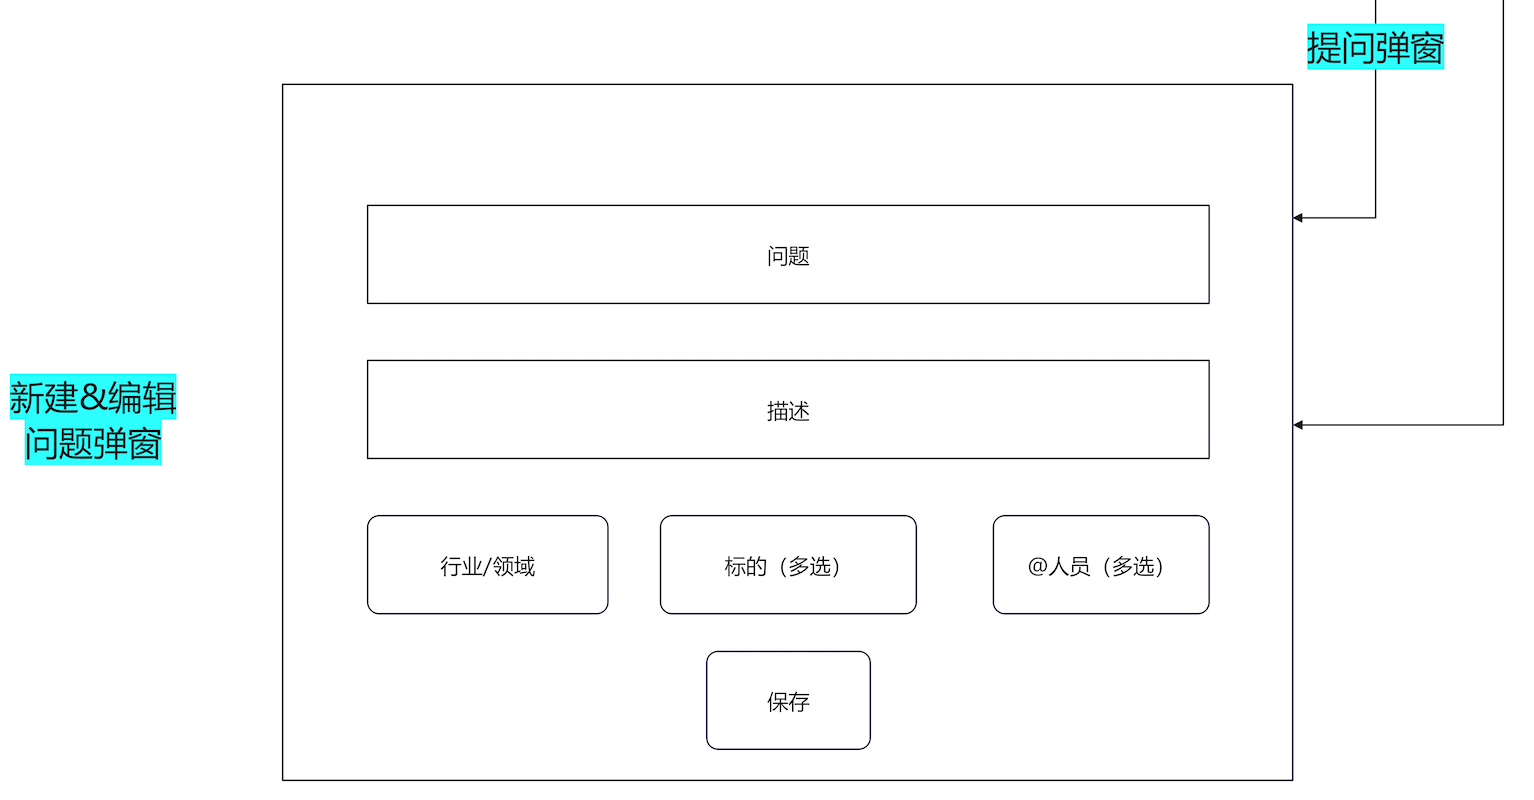 提问弹窗
问题
新建&编辑
问题弹窗
描述
行业/领域
标的（多选）
@人员（多选）
保存